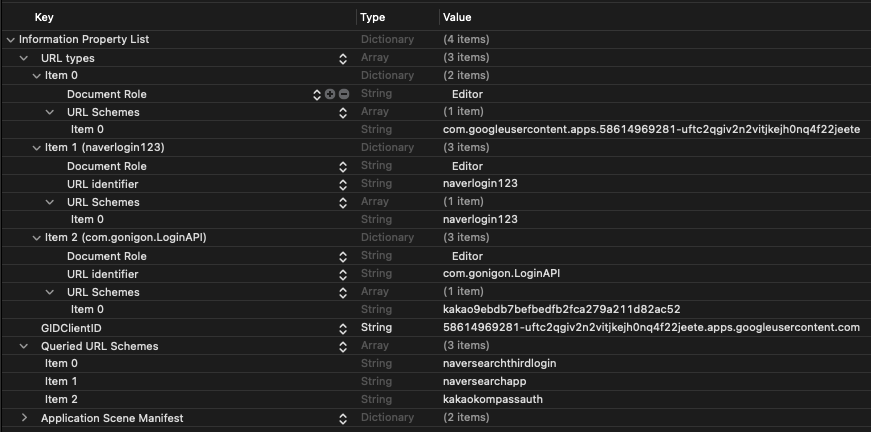 Key Type Value
Information Property List Dictionary (4 items)
URL types Array (3 items)
Item 0 Dictionary (2 items)
Document Role String Editor
URL Schemes Array (1 item)
Item 0 String com.googleusercontent.apps.58614969281-uftc2qgiv2n2vitjkejh0nq4f22jeete
Item 1 (naverlogin123) Dictionary (3 items)
Document Role String Editor
URL identifier String naverlogin123
URL Schemes Array (1 item)
Item 0 String naverlogin123
Item 2 (com.gonigon.LoginAPI) Dictionary (3 items)
Document Role String Editor
URL identifier String com.gonigon.LoginAPI
URL Schemes Array (1 item)
Item 0 String kakao9ebdb7befbedfb2fca279a211d82ac52
GIDClientID String 58614969281-uftc2qgiv2n2vitjkejh0nq4f22jeete.apps.googleusercontent.com
Queried URL Schemes Array (3 items)
Item 0 String naversearchthirdlogin
Item 1 String naversearchapp
Item 2 String kakaokompassauth
Application Scene Manifest Dictionary (2 items)